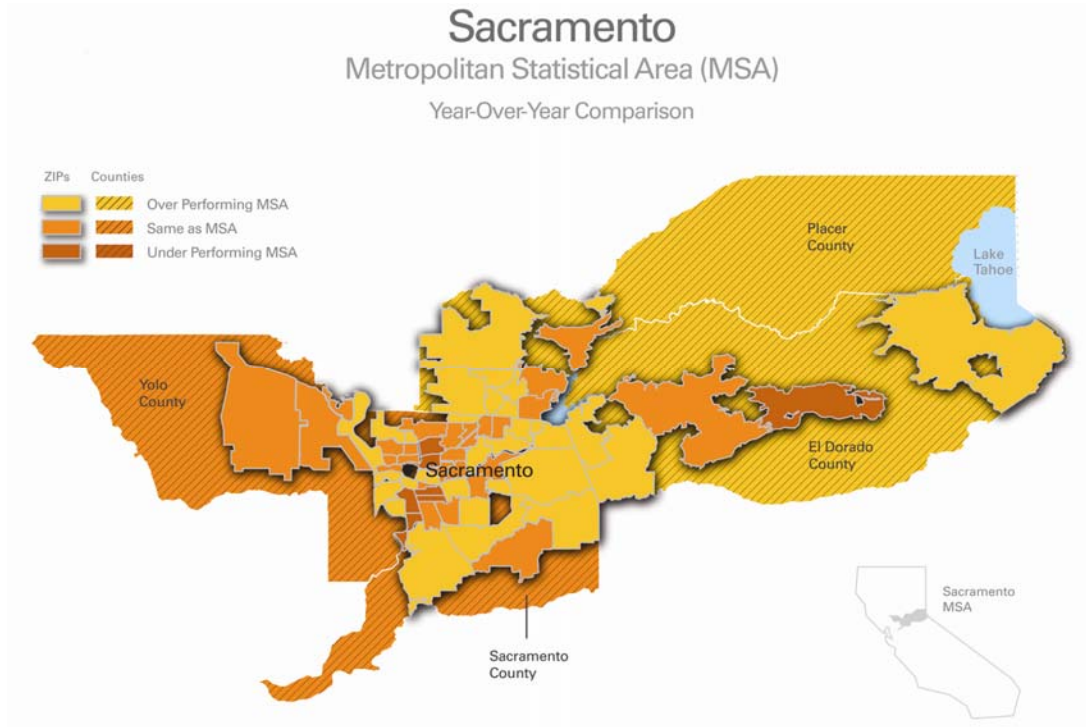 Sacramento
Metropolitan Statistical Area (MSA)
Year-Over-Year Comparison
ZIPs Counties
Over Performing MSA
Same as MSA
Under Performing MSA
Placer
County
Lake
Tahoe
Yolo
County
Sacramento
El Dorado
County
Sacramento
County
Sacramento
MSA